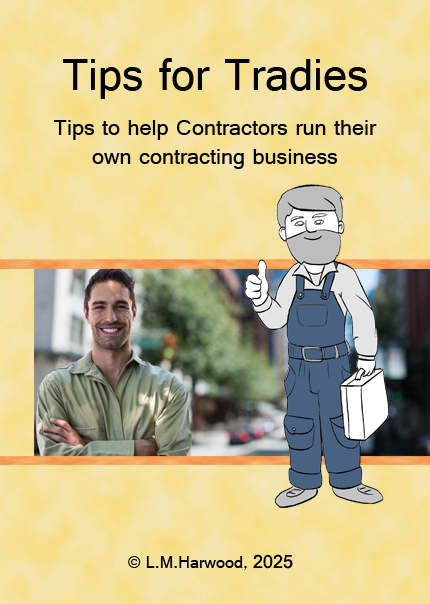 Tips for Tradies
Tips to help Contractors run their
own contracting business
© L.M.Harwood, 2025